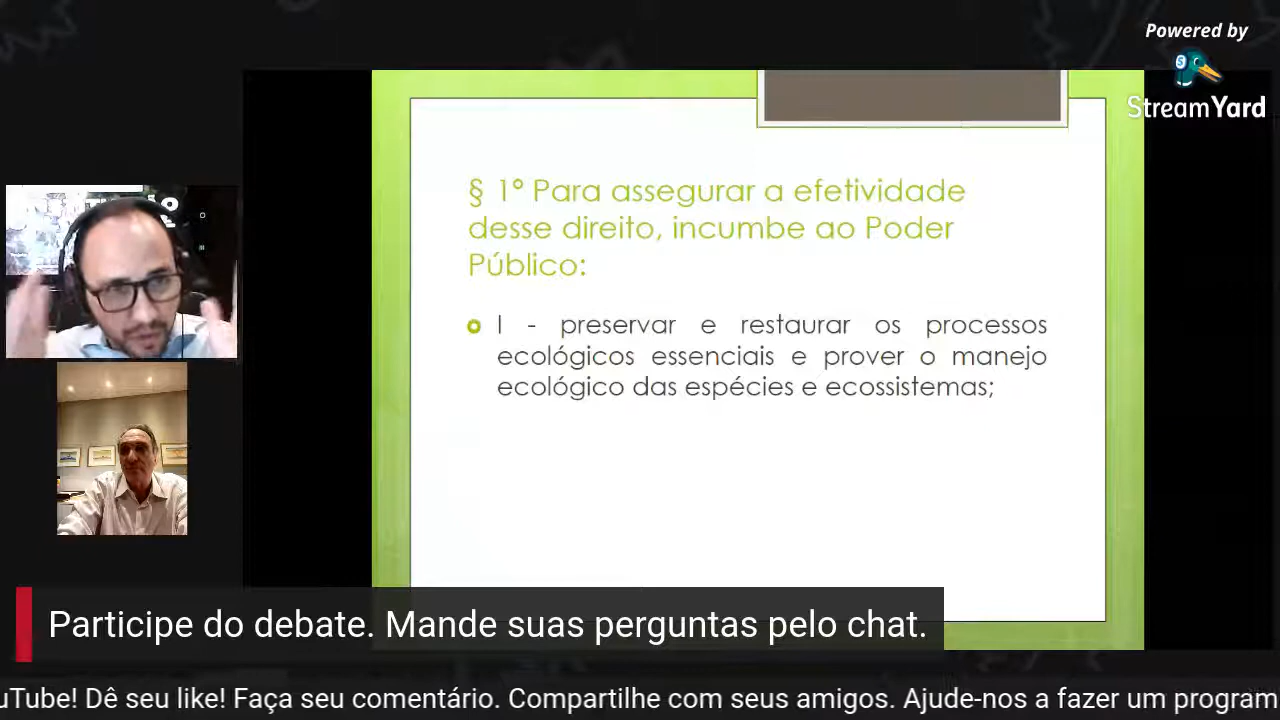 Powered by
StreamYard
§ 1º Para assegurar a efetividade
desse direito, incumbe ao Poder
Público:
I - preservar e restaurar os processos
ecológicos essenciais e prover o manejo
ecológico das espécies e ecossistemas;
Participe do debate. Mande suas perguntas pelo chat.
uTube! Dê seu like! Faça seu comentário. Compartilhe com seus amigos. Ajude-nos a fazer um program